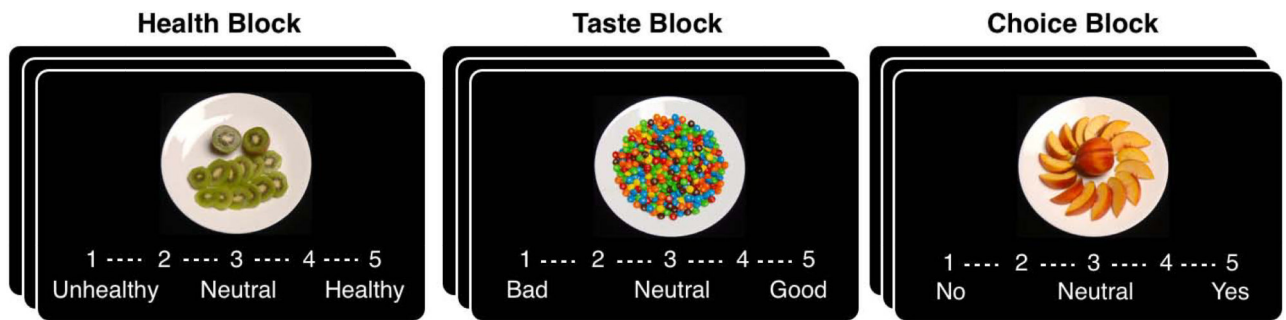 Health Block
1 ---- 2 ---- 3 ---- 4 ---- 5
Unhealthy Neutral Healthy
Taste Block
1 ---- 2 ---- 3 ---- 4 ---- 5
Bad Neutral Good
Choice Block
1 ---- 2 ---- 3 ---- 4 ---- 5
No Neutral Yes